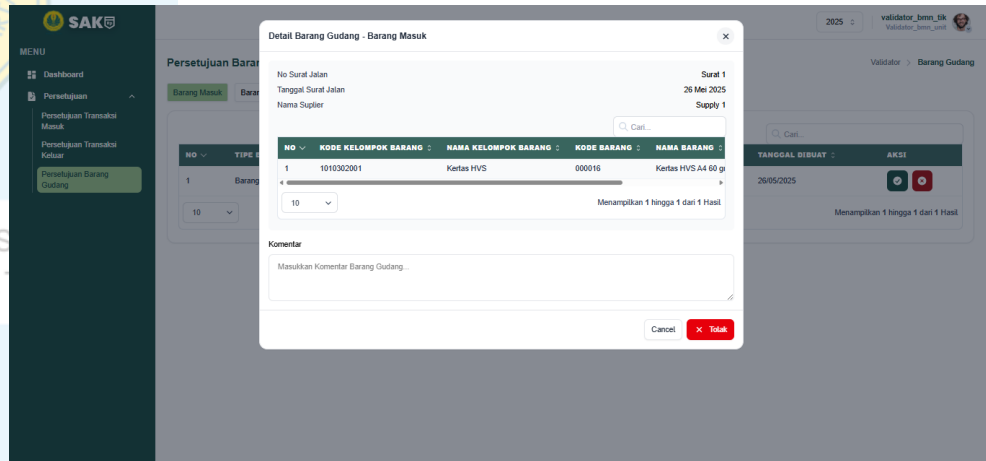 SAK
2025
validator_bmn_tik
Validator_bmn_unit
MENU
Dashboard
Persetujuan
Persetujuan Transaksi
Masuk
Persetujuan Transaksi
Keluar
Persetujuan Barang
Gudang
Persetujuan Barar
Validator > Barang Gudang
Barang Masuk
Barar
Cari...
NO TIPE E
TANGGAL DIBUAT AKSI
1 Barang
26/05/2025
10
Menampilkan 1 hingga 1 dari 1 Hasil
Detail Barang Gudang - Barang Masuk
No Surat Jalan Surat 1
Tanggal Surat Jalan 26 Mei 2025
Nama Suplier Supply 1
Cari...
NO KODE KELOMPOK BARANG NAMA KELOMPOK BARANG KODE BARANG NAMA BARANG
1 1010302001 Kertas HVS 000016 Kertas HVS A4 60 gr
10 Menampilkan 1 hingga 1 dari 1 Hasil
Komentar
Masukkan Komentar Barang Gudang...
Cancel × Tolak